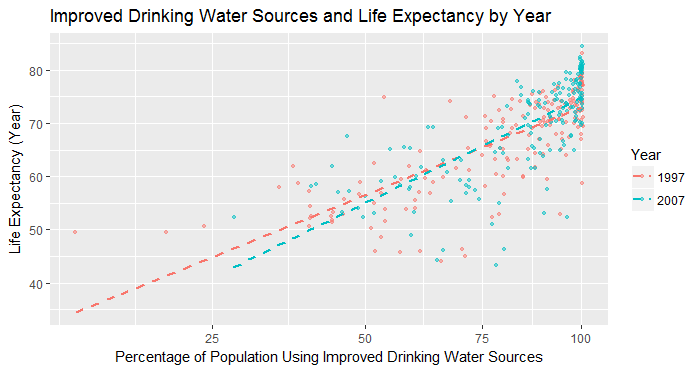 Improved Drinking Water Sources and Life Expectancy by Year
Life Expectancy (Year)
80
70
60
50
40
25
50
75
100
Percentage of Population Using Improved Drinking Water Sources
Year
1997
2007